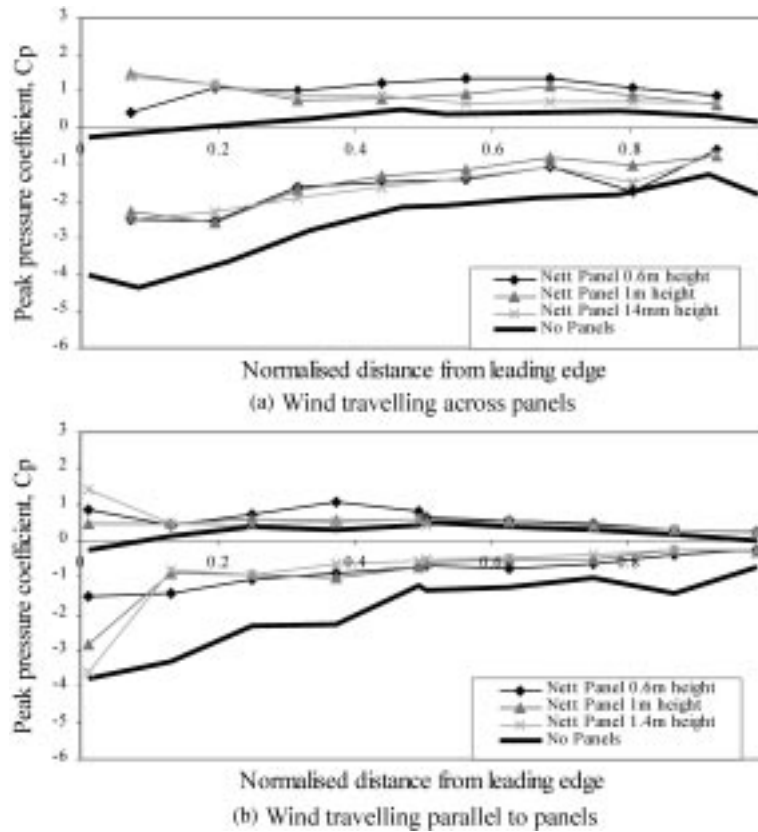 3
2
1
0
-1
-2
-3
-4
-5
-6
0.2
0.4
0.6
0.8
Peak pressure coefficient, Cp
Nett Panel 0.6m height
Nett Panel 1m height
Nett Panel 14mm height
No Panels
Normalised distance from leading edge
(a) Wind travelling across panels
3
2
1
0
-1
-2
-3
-4
-5
-6
0.2
0.4
0.6
0.8
Peak pressure coefficient, Cp
Nett Panel 0.6m height
Nett Panel 1m height
Nett Panel 1.4m height
No Panels
Normalised distance from leading edge
(b) Wind travelling parallel to panels